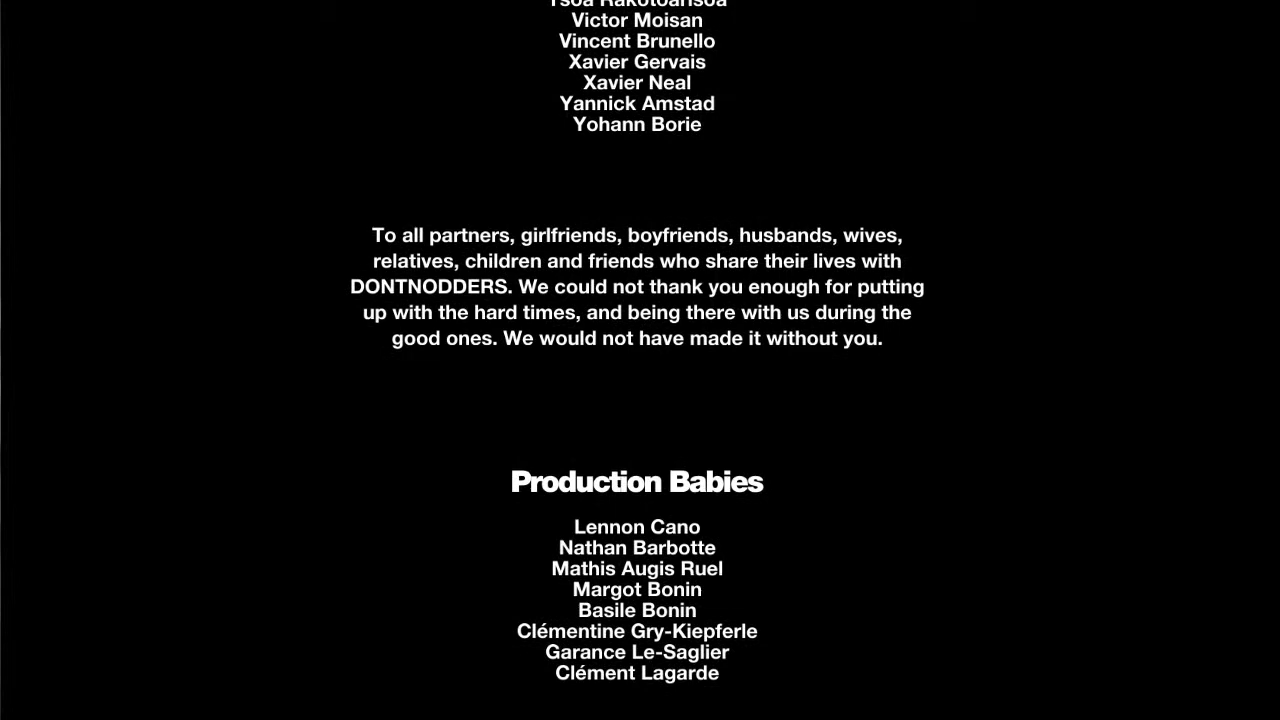 Tsoa Rakotoarisoa
Victor Moisan
Vincent Brunello
Xavier Gervais
Xavier Neal
Yannick Amstad
Yohann Borie
To all partners, girlfriends, boyfriends, husbands, wives,
relatives, children and friends who share their lives with
DONTNODDERS. We could not thank you enough for putting
up with the hard times, and being there with us during the
good ones. We would not have made it without you.
Production Babies
Lennon Cano
Nathan Barbotte
Mathis Augis Ruel
Margot Bonin
Basile Bonin
Clémentine Gry-Kiepferle
Garance Le-Saglier
Clément Lagarde